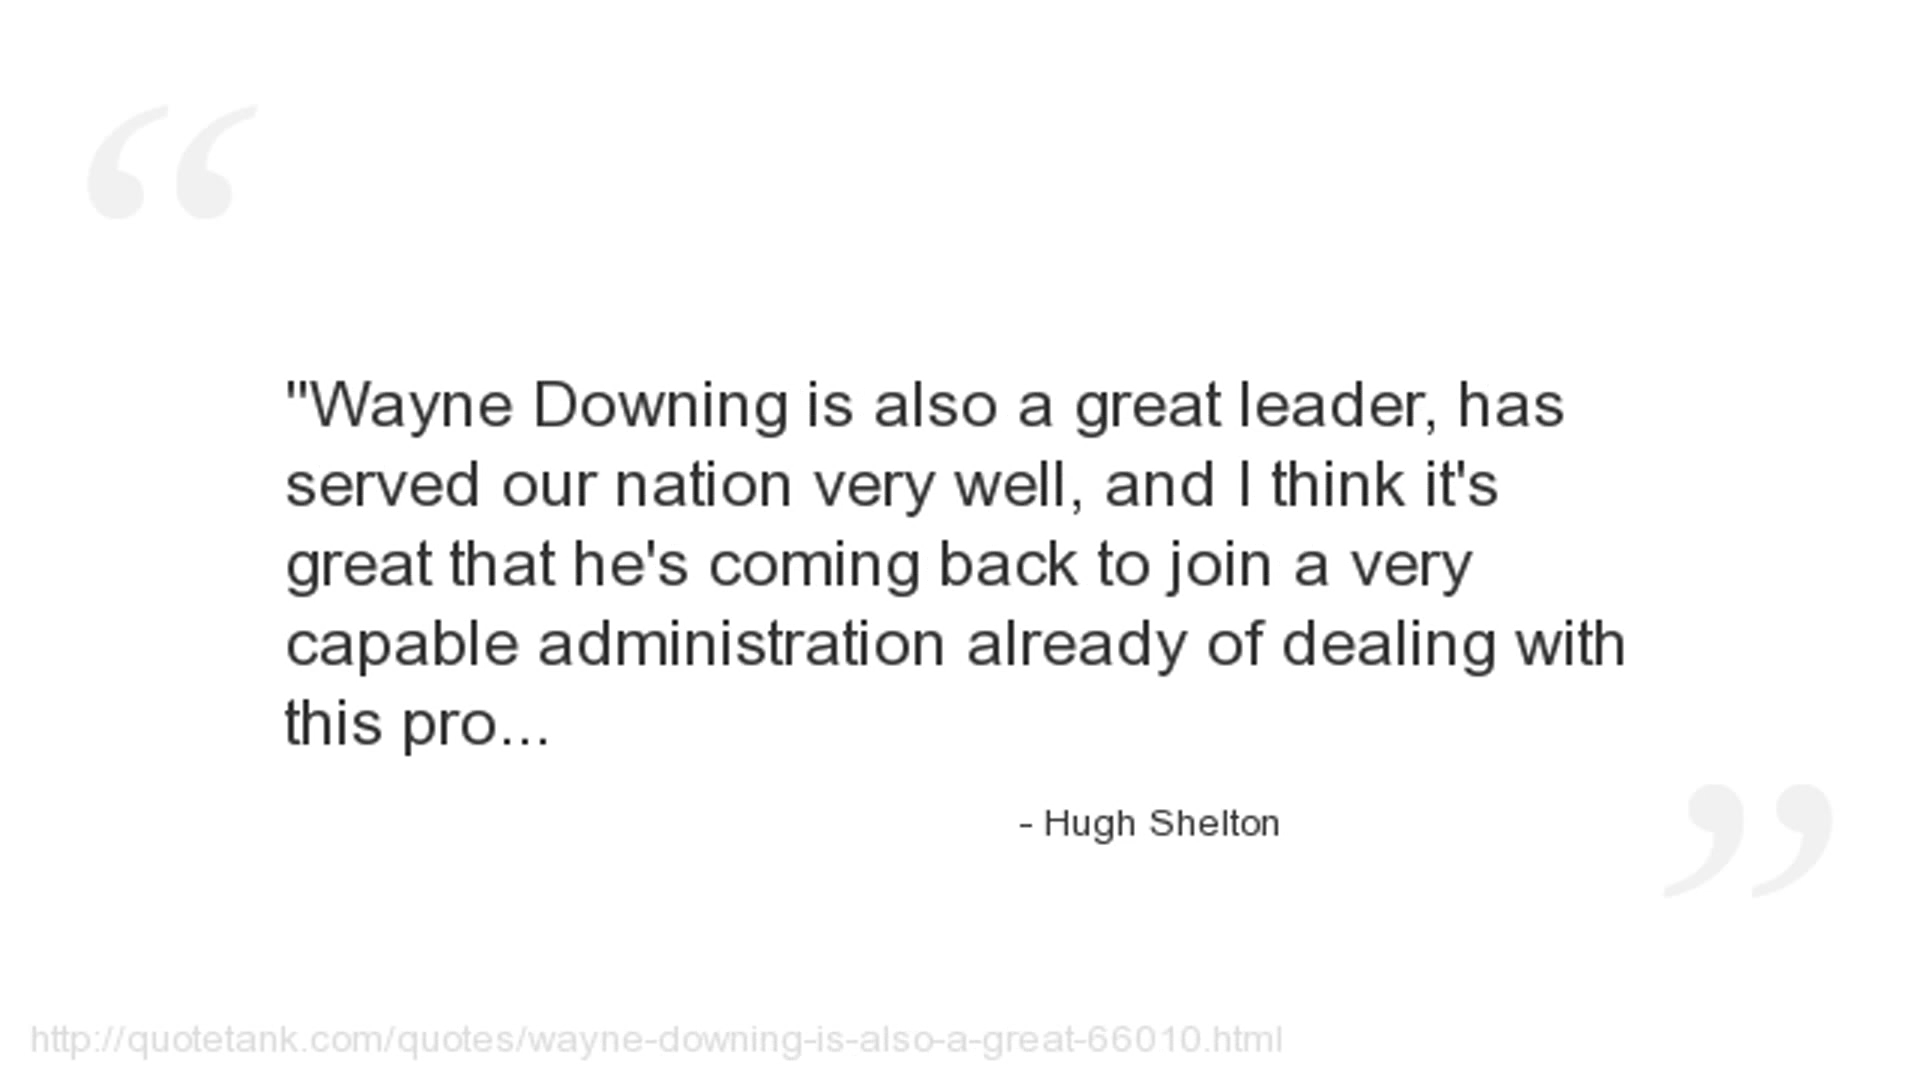 "Wayne Downing is also a great leader, has
served our nation very well, and I think it's
great that he's coming back to join a very
capable administration already of dealing with
this pro...
- Hugh Shelton
http://quotetank.com/quotes/wayne-downing-is-also-a-great-66010.html